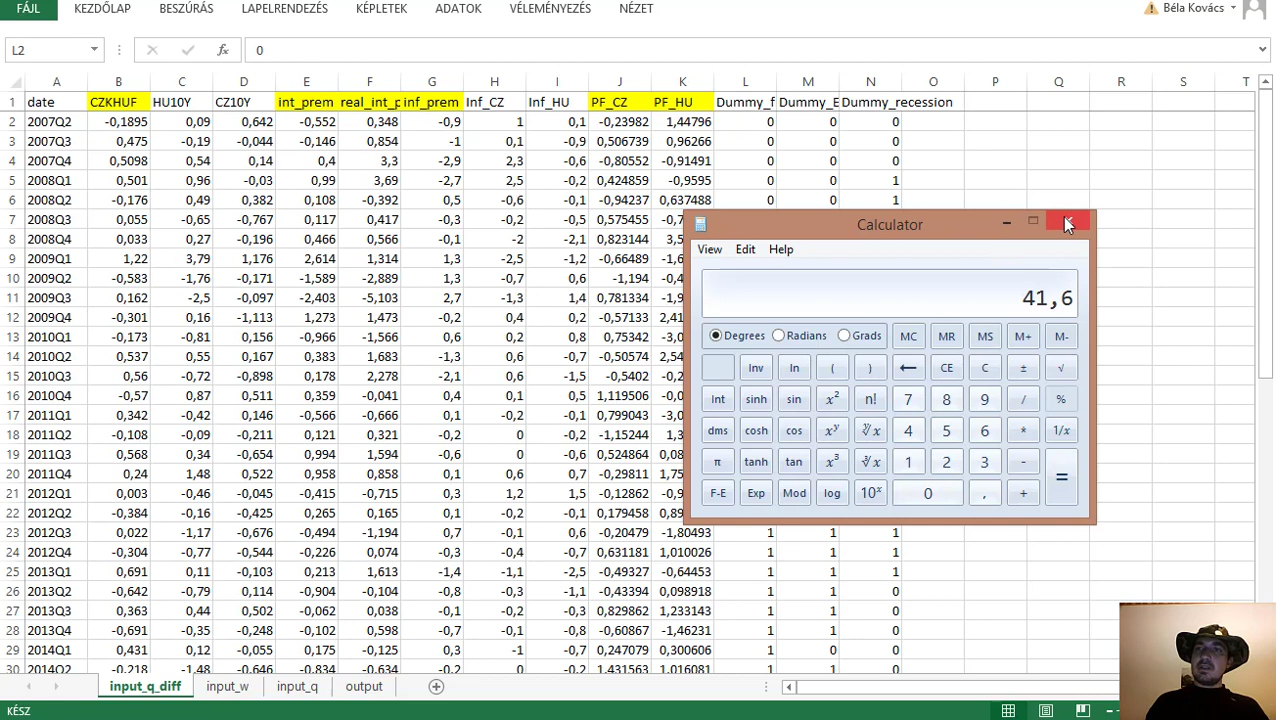 FÁJL KEZDŐLAP BESZÚRÁS LAPELRENDEZÉS KÉPLETEK ADATOK VÉLEMÉNYEZÉS NÉZET Béla Kovács
L2 fx 0
A B C D E F G H I J K L M N O P Q R S T
1 date CZKHUF HU10Y CZ10Y int_prem real_int_p inf_prem Inf_CZ Inf_HU PF_CZ PF_HU Dummy_f Dummy_E Dummy_recession
2 2007Q2 -0,1895 0,09 0,642 -0,552 0,348 -0,9 1 0,1 -0,23982 1,44796 0 0 0
3 2007Q3 0,475 -0,19 -0,044 -0,146 0,854 -1 0,1 -0,9 0,506739 0,96266 0 0 0
4 2007Q4 0,5098 0,54 0,14 0,4 3,3 -2,9 2,3 -0,6 -0,80552 -0,91491 0 0 0
5 2008Q1 0,501 0,96 -0,03 0,99 3,69 -2,7 2,5 -0,2 0,424859 -0,9595 0 0 1
6 2008Q2 0,176 0,49 0,382 0,108 -0,392 0,5 -0,6 -0,1 -0,94237 0,637488 0 0 1
7 2008Q3 0,055 -0,65 -0,767 0,117 0,417 -0,3 -0,2 -0,5 0,575455
8 2008Q4 0,033 0,27 -0,196 0,466 0,566 -0,1 -2 -2,1 0,823144
9 2009Q1 1,22 3,79 1,176 2,614 1,314 1,3 -2,5 -1,2 -0,66489
10 2009Q2 -0,583 -1,76 -0,171 -1,589 -2,889 1,3 -0,7 0,6 -1,194
11 2009Q3 0,162 -2,5 -0,097 -2,403 -5,103 2,7 -1,3 1,4 0,781334
12 2009Q4 -0,301 0,16 -1,113 1,273 1,473 -0,2 0,4 0,2 -0,57133
13 2010Q1 -0,173 -0,81 0,156 -0,966 -1,566 0,6 0,2 0,8 0,75342
14 2010Q2 0,537 0,55 0,167 0,383 1,683 -1,3 0,6 -0,7 -0,50574
15 2010Q3 0,56 -0,72 -0,898 0,178 2,278 -2,1 0,6 -1,5 -0,5402
16 2010Q4 -0,57 0,87 0,511 0,359 -0,041 0,4 0,1 0,5 1,119506
17 2011Q1 0,342 -0,42 0,146 -0,566 -0,666 0,1 -0,2 -0,1 0,799043
18 2011Q2 -0,108 -0,09 -0,211 0,121 0,321 -0,2 0 -0,2 -1,15244
19 2011Q3 0,568 0,34 -0,654 0,994 1,594 -0,6 0 -0,6 0,524864
20 2011Q4 0,24 1,48 0,522 0,958 0,858 0,1 0,6 0,7 -0,29811
21 2012Q1 0,003 -0,46 -0,045 -0,415 -0,715 0,3 1,2 1,5 -0,12862
22 2012Q2 -0,384 -0,16 -0,425 0,265 0,165 0,1 -0,2 -0,1 0,179458
23 2012Q3 0,022 -1,17 -0,676 -0,494 -1,194 0,7 -0,1 0,6 -0,20479 -1,80493 1 1 1
24 2012Q4 -0,304 -0,77 -0,544 -0,226 0,074 -0,3 -0,4 -0,7 0,631181 1,010026 1 1 1
25 2013Q1 0,691 0,11 -0,103 0,213 1,613 -1,4 -1,1 -2,5 -0,49327 -0,64453 1 1 1
26 2013Q2 -0,642 -0,79 0,114 -0,904 -0,104 -0,8 -0,3 -1,1 -0,43394 0,098918 1 1 0
27 2013Q3 0,363 0,44 0,502 -0,062 0,038 -0,1 -0,2 -0,3 0,829862 1,233143 1 1 0
28 2013Q4 -0,691 -0,35 -0,248 -0,102 0,598 -0,7 -0,1 -0,8 -0,60867 -1,46231 1 1 0
29 2014Q1 0,431 0,12 -0,055 0,175 -0,125 0,3 -1 -0,7 0,247167 0,300606 1 0 0
30 2014Q2 -0,218 -1,48 -0,646 -0,834 -0,634 -0,2 0 -0,2 1,431563 1,016081 1 0 0
Calculator
View Edit Help
41,6
Degrees Radians Grads MC MR MS M+ M-
Inv ln ( ) ← CE C ± √
Int sinh sin x² n! 7 8 9 / %
dms cosh cos xʸ ʸ√x 4 5 6 * 1/x
π tanh tan x³ ³√x 1 2 3 - =
F-E Exp Mod log 10ˣ 0 , +
input_q_diff input_w input_q output
KÉSZ